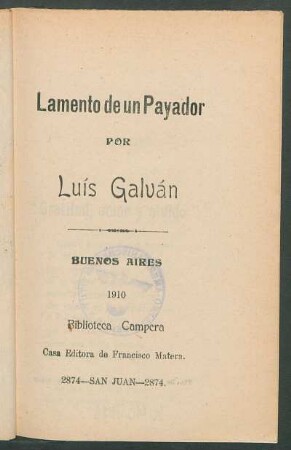 Lamento de un Payador
POR
Luís Galván
BUENOS AIRES
1910
Biblioteca Campera
Casa Editora de Francisco Matera.
2874—SAN JUAN—2874.